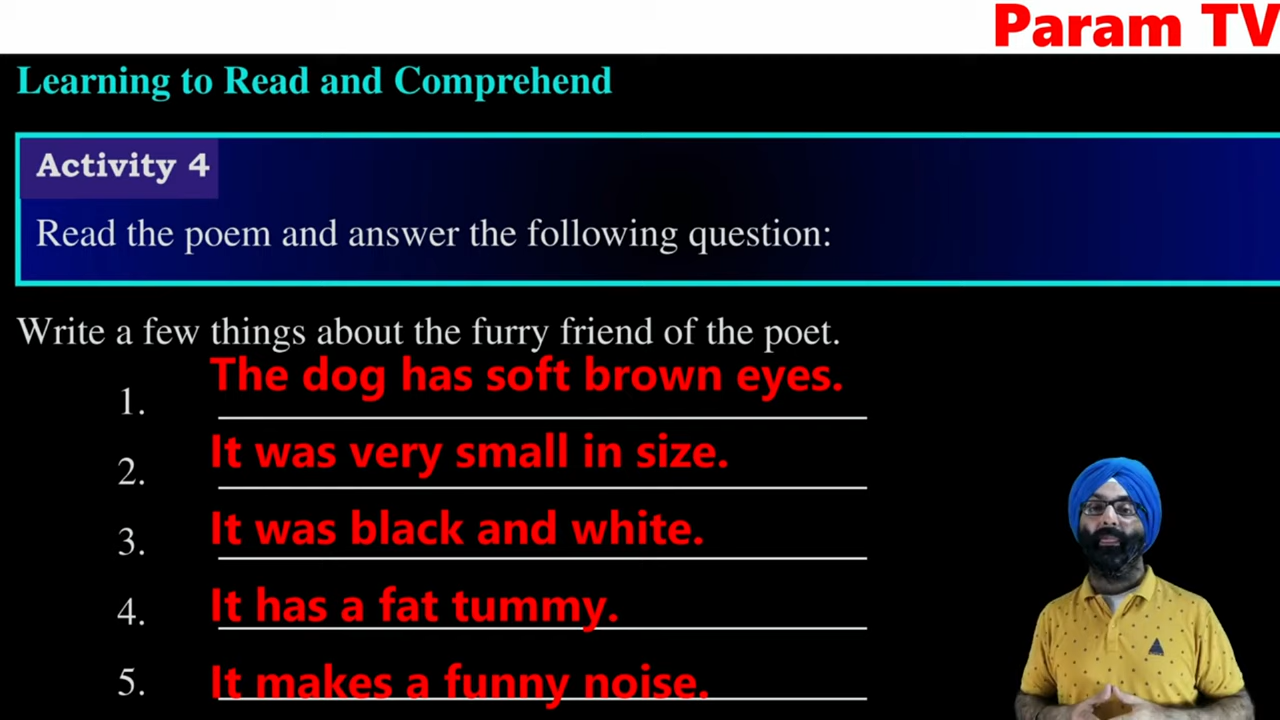 Param TV
Learning to Read and Comprehend
Activity 4
Read the poem and answer the following question:
Write a few things about the furry friend of the poet.
1. The dog has soft brown eyes.
2. It was very small in size.
3. It was black and white.
4. It has a fat tummy.
5. It makes a funny noise.